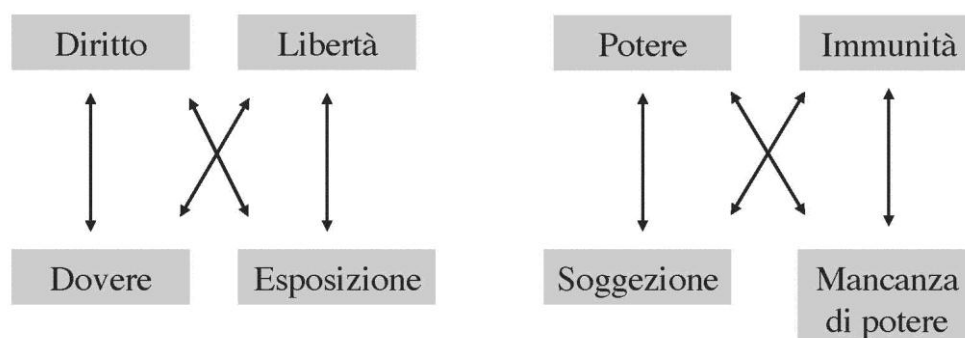 Diritto
Libertà
Potere
Immunità
Dovere
Esposizione
Soggezione
Mancanza
di potere